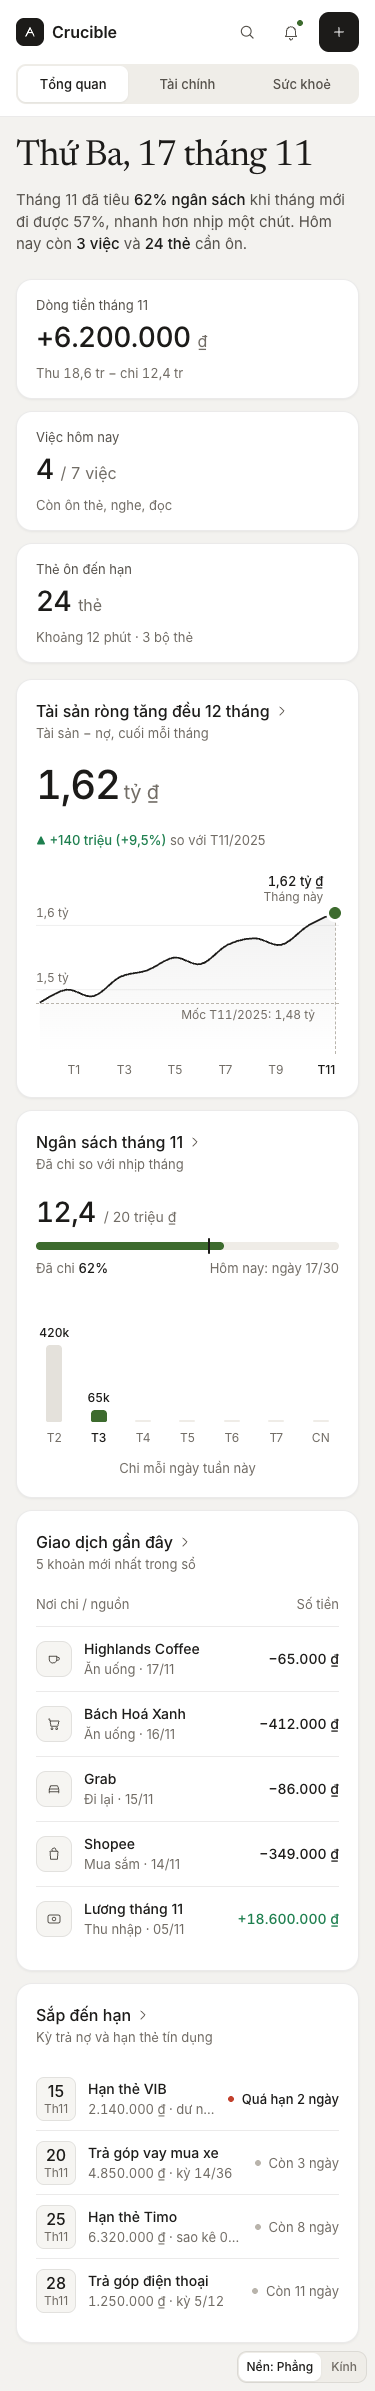 Crucible
Tổng quan
Tài chính
Sức khoẻ
Thứ Ba, 17 tháng 11
Tháng 11 đã tiêu 62% ngân sách khi tháng mới
đi được 57%, nhanh hơn nhịp một chút. Hôm
nay còn 3 việc và 24 thẻ cần ôn.
Dòng tiền tháng 11
+6.200.000 ₫
Thu 18,6 tr − chi 12,4 tr
Việc hôm nay
4 / 7 việc
Còn ôn thẻ, nghe, đọc
Thẻ ôn đến hạn
24 thẻ
Khoảng 12 phút · 3 bộ thẻ
Tài sản ròng tăng đều 12 tháng
Tài sản − nợ, cuối mỗi tháng
1,62 tỷ ₫
+140 triệu (+9,5%) so với T11/2025
1,62 tỷ ₫
Tháng này
1,6 tỷ
1,5 tỷ
Mốc T11/2025: 1,48 tỷ
T1 T3 T5 T7 T9 T11
Ngân sách tháng 11
Đã chi so với nhịp tháng
12,4 / 20 triệu ₫
Đã chi 62%
Hôm nay: ngày 17/30
420k
65k
T2 T3 T4 T5 T6 T7 CN
Chi mỗi ngày tuần này
Giao dịch gần đây
5 khoản mới nhất trong sổ
Nơi chi / nguồn
Số tiền
Highlands Coffee
Ăn uống · 17/11
−65.000 ₫
Bách Hoá Xanh
Ăn uống · 16/11
−412.000 ₫
Grab
Đi lại · 15/11
−86.000 ₫
Shopee
Mua sắm · 14/11
−349.000 ₫
Lương tháng 11
Thu nhập · 05/11
+18.600.000 ₫
Sắp đến hạn
Kỳ trả nợ và hạn thẻ tín dụng
15
Th11
Hạn thẻ VIB
2.140.000 ₫ · dư n...
Quá hạn 2 ngày
20
Th11
Trả góp vay mua xe
4.850.000 ₫ · kỳ 14/36
Còn 3 ngày
25
Th11
Hạn thẻ Timo
6.320.000 ₫ · sao kê 0...
Còn 8 ngày
28
Th11
Trả góp điện thoại
1.250.000 ₫ · kỳ 5/12
Còn 11 ngày
Nền: Phẳng
Kính